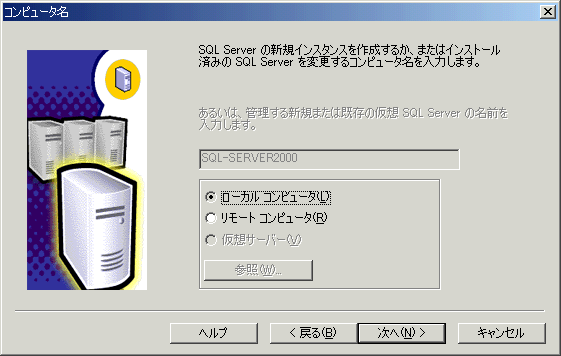 コンピュータ名
SQL Server の新規インスタンスを作成するか、またはインストール
済みの SQL Server を変更するコンピュータ名を入力します。
あるいは、管理する新規または既存の仮想 SQL Server の名前を
入力します。
SQL-SERVER2000
ローカル コンピュータ(L)
リモート コンピュータ(R)
仮想サーバー(V)
参照(W)...
ヘルプ
< 戻る(B)
次へ(N) >
キャンセル